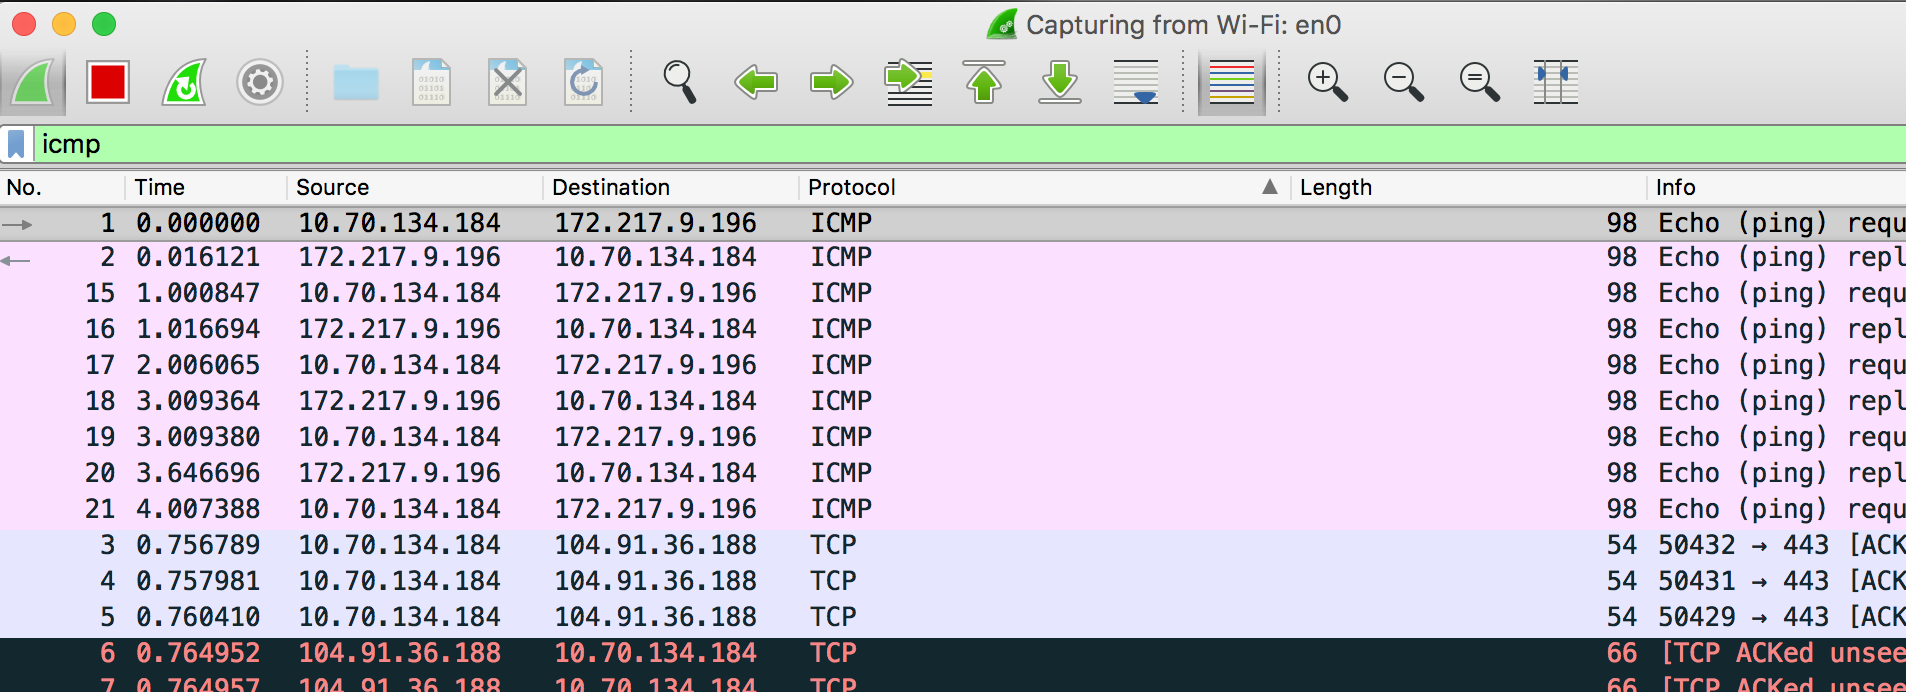 Capturing from Wi-Fi: en0
icmp
No. Time Source Destination Protocol Length Info
1 0.000000 10.70.134.184 172.217.9.196 ICMP 98 Echo (ping) requ
2 0.016121 172.217.9.196 10.70.134.184 ICMP 98 Echo (ping) repl
15 1.000847 10.70.134.184 172.217.9.196 ICMP 98 Echo (ping) requ
16 1.016694 172.217.9.196 10.70.134.184 ICMP 98 Echo (ping) repl
17 2.006065 10.70.134.184 172.217.9.196 ICMP 98 Echo (ping) requ
18 3.009364 172.217.9.196 10.70.134.184 ICMP 98 Echo (ping) repl
19 3.009380 10.70.134.184 172.217.9.196 ICMP 98 Echo (ping) requ
20 3.646696 172.217.9.196 10.70.134.184 ICMP 98 Echo (ping) repl
21 4.007388 10.70.134.184 172.217.9.196 ICMP 98 Echo (ping) requ
3 0.756789 10.70.134.184 104.91.36.188 TCP 54 50432 → 443 [ACK
4 0.757981 10.70.134.184 104.91.36.188 TCP 54 50431 → 443 [ACK
5 0.760410 10.70.134.184 104.91.36.188 TCP 54 50429 → 443 [ACK
6 0.764952 104.91.36.188 10.70.134.184 TCP 66 [TCP ACKed unsee
7 0.764957 104.91.36.188 10.70.134.184 TCP 66 [TCP ACKed unsee